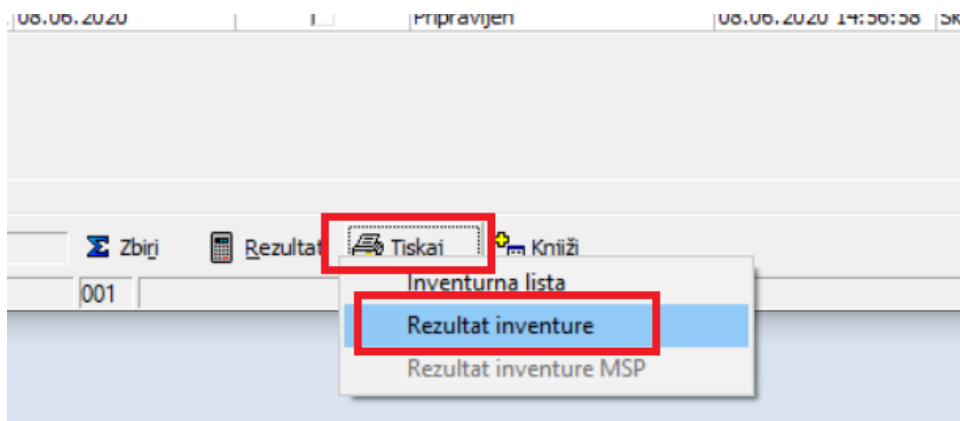 08.06.2020 Pripravljen 08.06.2020 14:56:58
Zbiri Rezultat Tiskaj Knjiži
001
Inventurna lista
Rezultat inventure
Rezultat inventure MSP